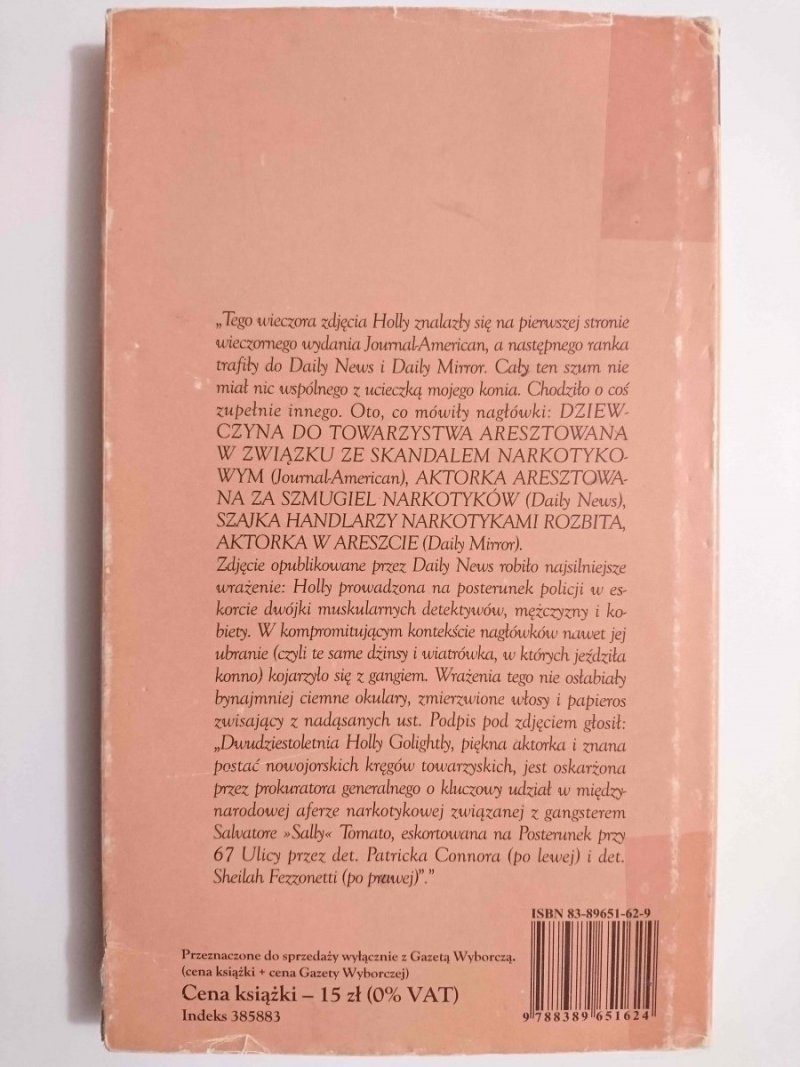 „Tego wieczora zdjęcia Holly znalazły się na pierwszej stronie
wieczornego wydania Journal-American, a następnego ranka
trafiły do Daily News i Daily Mirror. Cały ten szum nie
miał nic wspólnego z ucieczką mojego konia. Chodziło o coś
zupełnie innego. Oto, co mówiły nagłówki: DZIEW-
CZYNA DO TOWARZYSTWA ARESZTOWANA
W ZWIĄZKU ZE SKANDALEM NARKOTYKO-
WYM (Journal-American), AKTORKA ARESZTOWA-
NA ZA SZMUGIEL NARKOTYKÓW (Daily News),
SZAJKA HANDLARZY NARKOTYKAMI ROZBITA,
AKTORKA W ARESZCIE (Daily Mirror).
Zdjęcie opublikowane przez Daily News robiło najsilniejsze
wrażenie: Holly prowadzona na posterunek policji w es-
korcie dwójki muskularnych detektywów, mężczyzny i ko-
biety. W kompromitującym kontekście nagłówków nawet jej
ubranie (czyli te same dżinsy i wiatrówka, w których jeździła
konno) kojarzyło się z gangiem. Wrażenia tego nie osłabiały
bynajmniej ciemne okulary, zmierzwione włosy i papieros
zwisający z nadąsanych ust. Podpis pod zdjęciem głosił:
„Dwudziestoletnia Holly Golightly, piękna aktorka i znana
postać nowojorskich kręgów towarzyskich, jest oskarżona
przez prokuratora generalnego o kluczowy udział w między-
narodowej aferze narkotykowej związanej z gangsterem
Salvatore »Sally« Tomato, eskortowana na Posterunek przy
67 Ulicy przez det. Patricka Connora (po lewej) i det.
Sheilah Fezzonetti (po prawej)”.”
ISBN 83-89651-62-9
Przeznaczone do sprzedaży wyłącznie z Gazetą Wyborczą.
(cena książki + cena Gazety Wyborczej)
Cena książki – 15 zł (0% VAT)
Indeks 385883
9 788389 651624